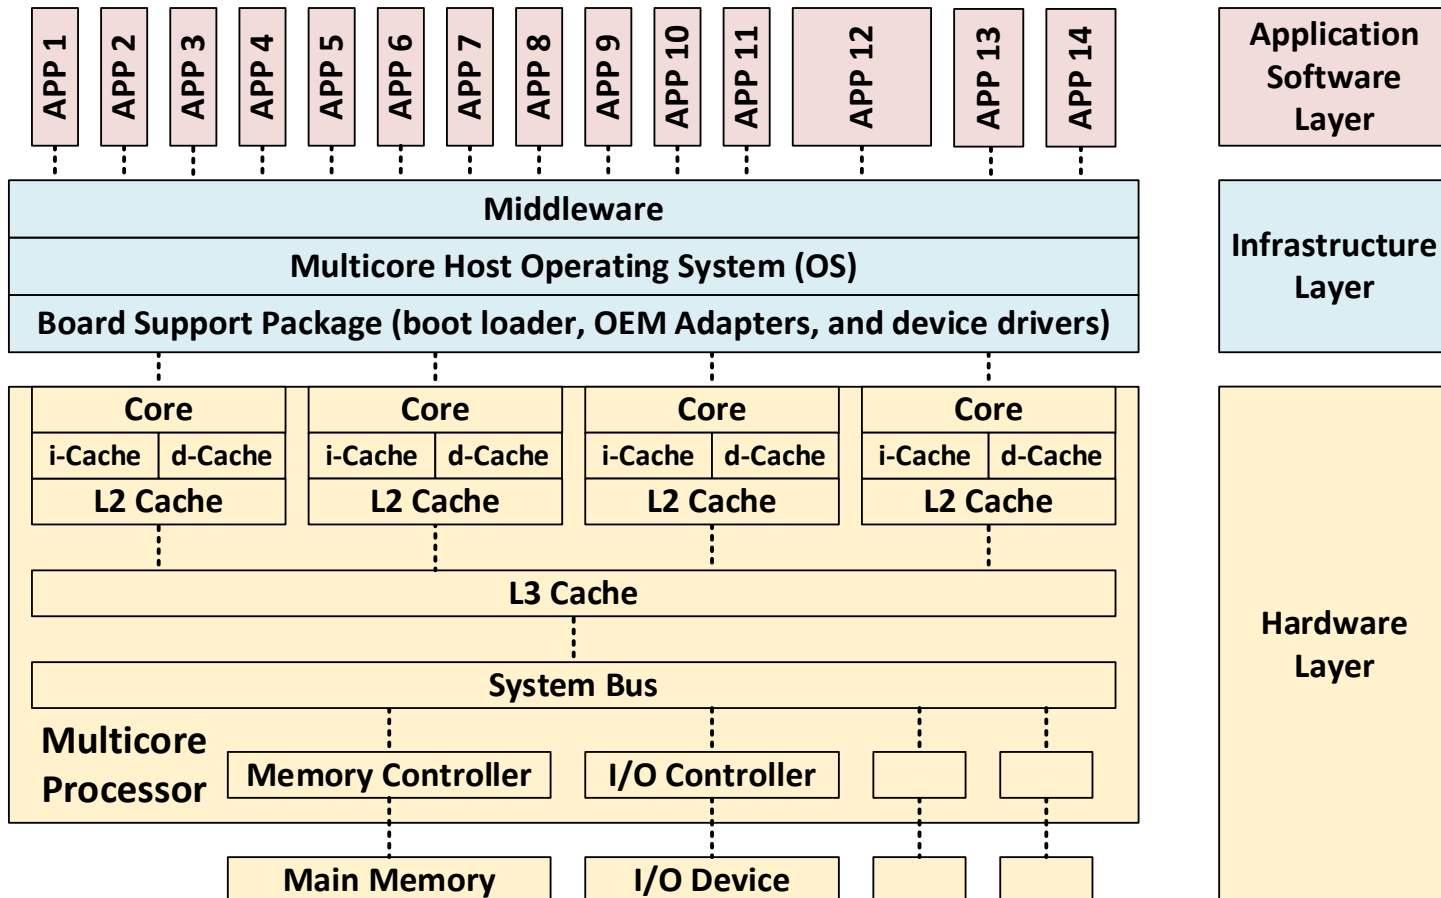 APP 1
APP 2
APP 3
APP 4
APP 5
APP 6
APP 7
APP 8
APP 9
APP 10
APP 11
APP 12
APP 13
APP 14
Application
Software
Layer
Middleware
Multicore Host Operating System (OS)
Board Support Package (boot loader, OEM Adapters, and device drivers)
Infrastructure
Layer
Core
Core
Core
Core
i-Cache
d-Cache
i-Cache
d-Cache
i-Cache
d-Cache
i-Cache
d-Cache
L2 Cache
L2 Cache
L2 Cache
L2 Cache
L3 Cache
System Bus
Hardware
Layer
Multicore
Processor
Memory Controller
I/O Controller
Main Memory
I/O Device